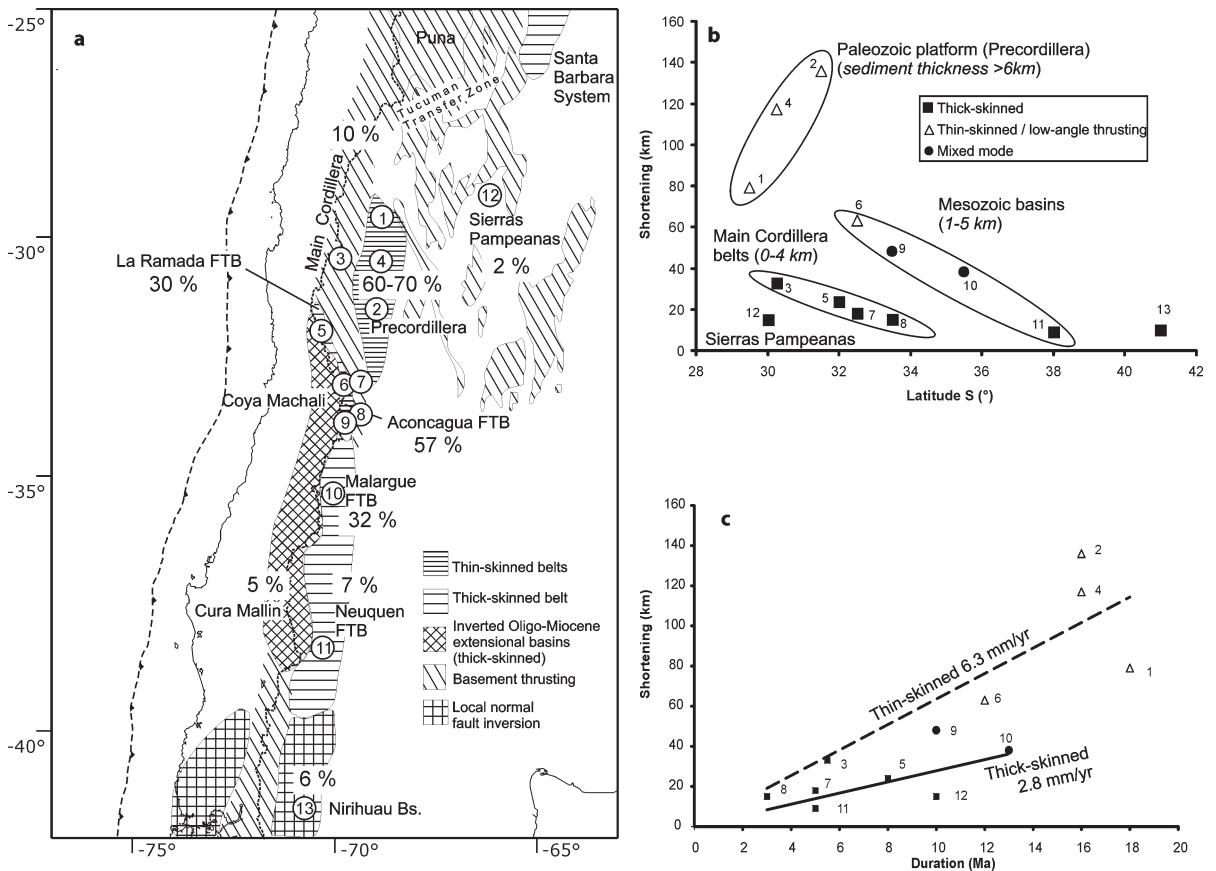 a
-25°
-30°
-35°
-40°
-75°
-70°
-65°
Puna
Santa
Barbara
System
Tucuman
Transfer Zone
10 %
Main Cordillera
1
12
Sierras
Pampeanas
2 %
La Ramada FTB
30 %
3
4
60-70 %
2
Precordillera
5
6
7
Coya Machali
8
9
Aconcagua FTB
57 %
10
Malargue
FTB
32 %
5 %
7 %
Cura Mallin
Neuquen
FTB
11
6 %
13
Nirihuau Bs.
Thin-skinned belts
Thick-skinned belt
Inverted Oligo-Miocene
extensional basins
(thick-skinned)
Basement thrusting
Local normal
fault inversion
b
Shortening (km)
160
140
120
100
80
60
40
20
0
28
30
32
34
36
38
40
42
Latitude S (°)
Paleozoic platform (Precordillera)
(sediment thickness >6km)
Thick-skinned
Thin-skinned / low-angle thrusting
Mixed mode
2
4
1
6
Mesozoic basins
(1-5 km)
Main Cordillera
belts (0-4 km)
9
10
3
5
7
8
12
11
13
Sierras Pampeanas
c
Shortening (km)
160
140
120
100
80
60
40
20
0
0
2
4
6
8
10
12
14
16
18
20
Duration (Ma)
2
4
1
6
9
10
3
5
8
7
11
12
Thin-skinned 6.3 mm/yr
Thick-skinned
2.8 mm/yr